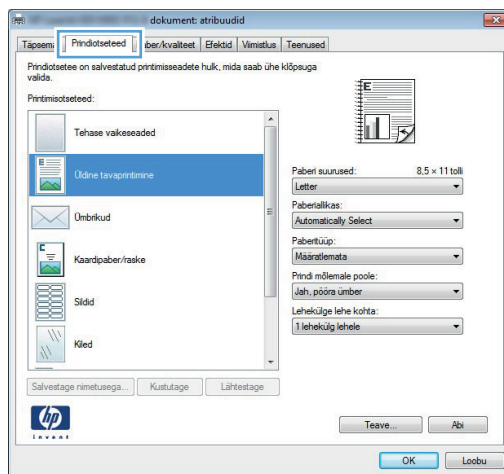 dokument: atribuudid
Prindiotseteed
ber/kvaliteet
Efektid
Viimistlus
Teenused
Prindiotsetee on salvestatud printimisseadete hulk, mida saab ühe klõpsuga
valida.
Printimisotseteed:
Tehase vaikeseaded
Üldine tavaprintimine
Ümbrikud
Kaardipaber/raske
Sildid
Kiled
Salvestage nimetusega...
Kustutage
Lähtestage
E
Paberi suurused:
8,5 × 11 tolli
Letter
Paberiallikas:
Automatically Select
Paberitüüp:
Määratlemata
Prindi mõlemale poole:
Jah, pööra ümber
Lehekülge lehe kohta:
1 lehekülg lehele
hp
invent
Teave...
Abi
OK
Loobu